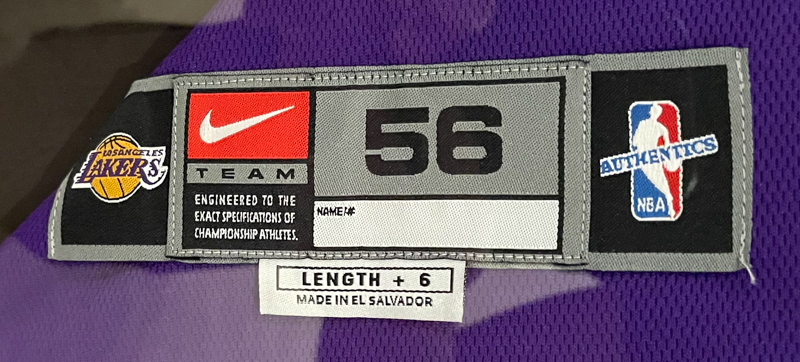 LOS ANGELES
LAKERS
TEAM
ENGINEERED TO THE
EXACT SPECIFICATIONS OF
CHAMPIONSHIP ATHLETES.
56
NAME/#
AUTHENTICS
NBA
LENGTH + 6
MADE IN EL SALVADOR